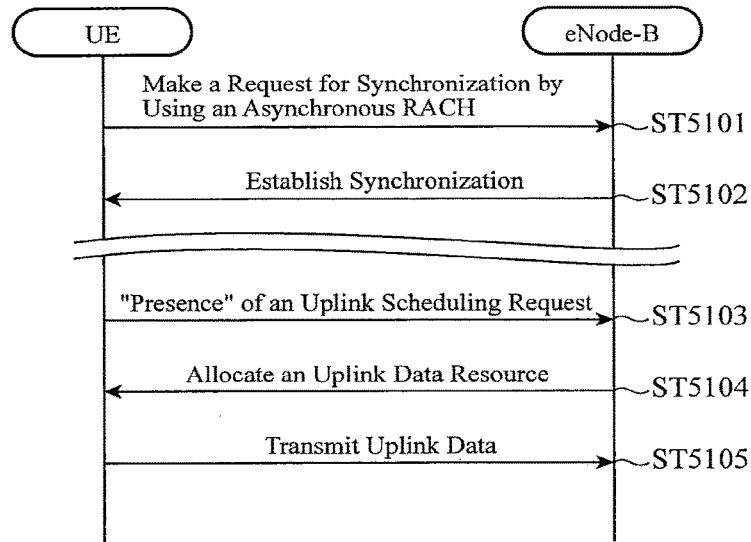 UE
eNode-B
Make a Request for Synchronization by
Using an Asynchronous RACH
ST5101
Establish Synchronization
ST5102
"Presence" of an Uplink Scheduling Request
ST5103
Allocate an Uplink Data Resource
ST5104
Transmit Uplink Data
ST5105